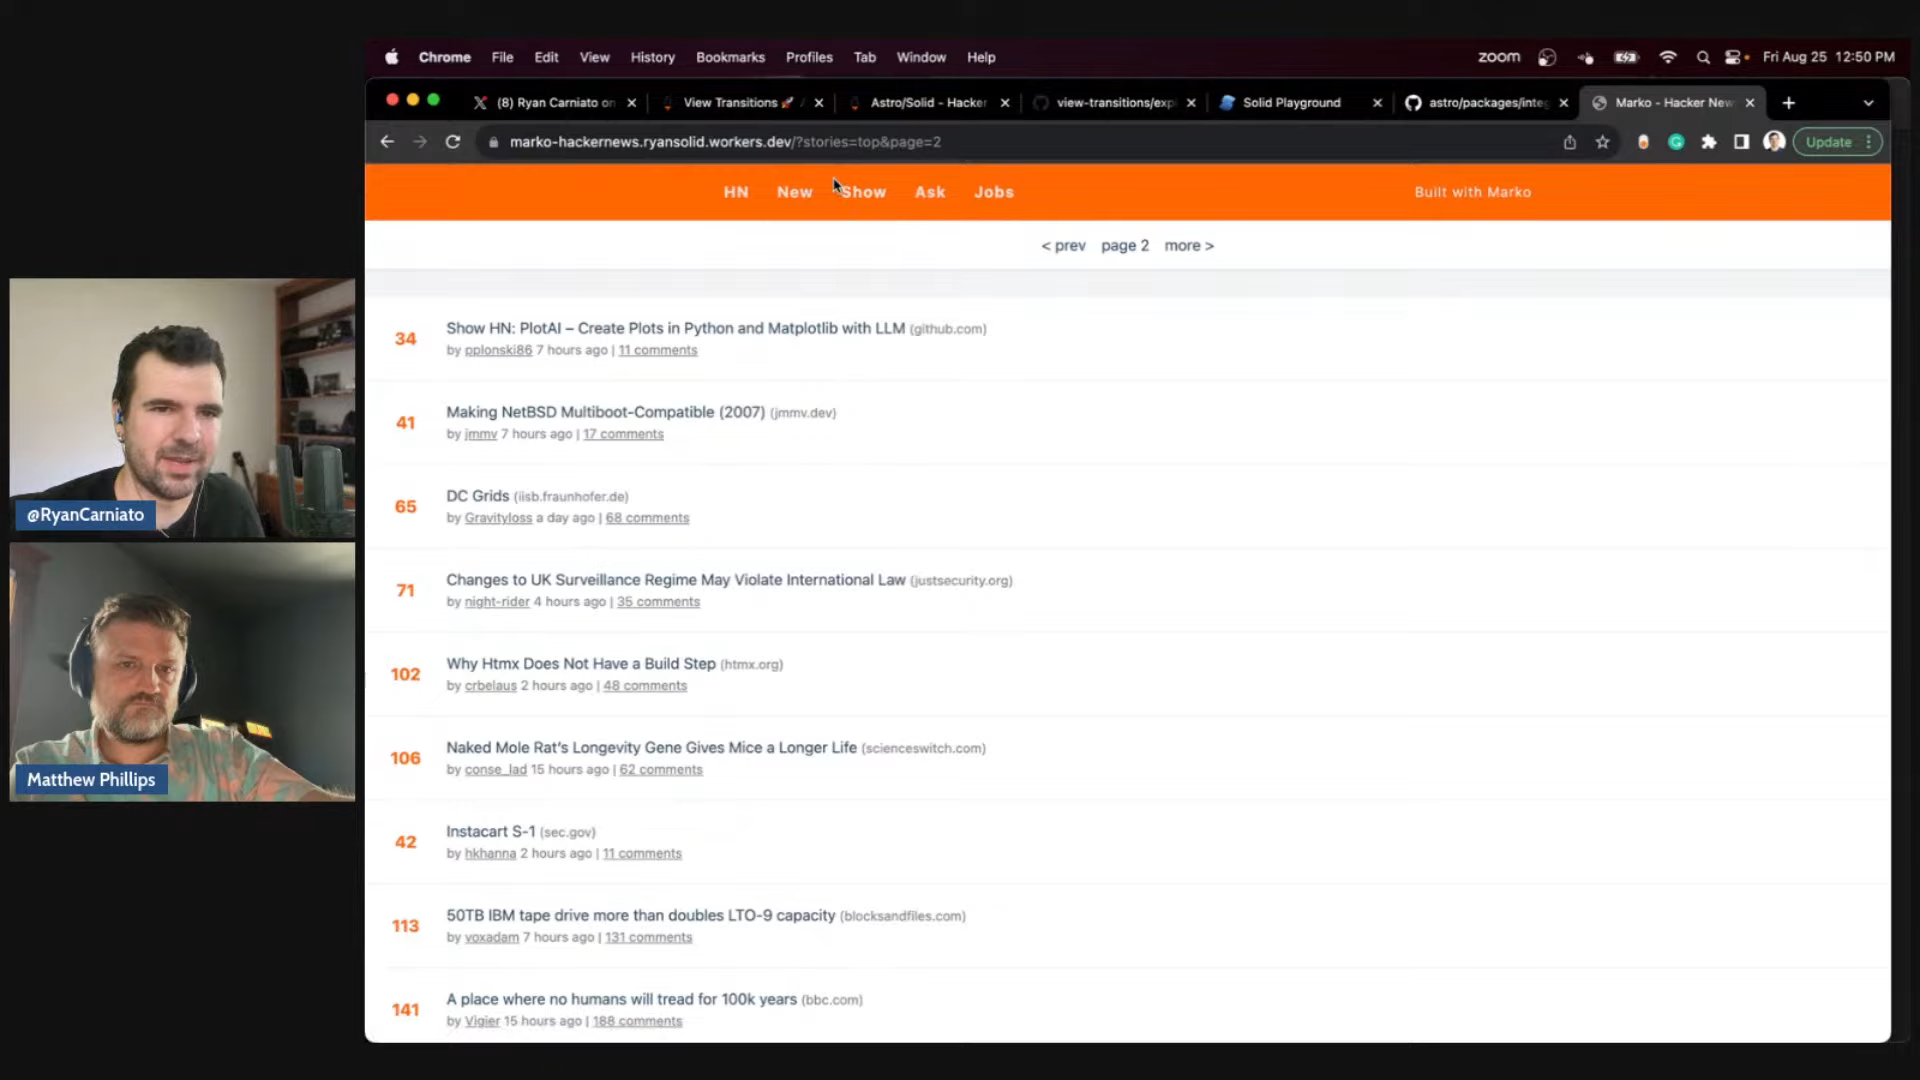 Chrome File Edit View History Bookmarks Profiles Tab Window Help
zoom Fri Aug 25 12:50 PM
(8) Ryan Carniato on
View Transitions 🚀
Astro/Solid - Hacker
view-transitions/exp
Solid Playground
astro/packages/integ
Marko - Hacker New
marko-hackernews.ryansolid.workers.dev/?stories=top&page=2
Update
HN New Show Ask Jobs
Built with Marko
< prev page 2 more >
34
Show HN: PlotAI – Create Plots in Python and Matplotlib with LLM (github.com)
by pplonski86 7 hours ago | 11 comments
41
Making NetBSD Multiboot-Compatible (2007) (jmmv.dev)
by jmmv 7 hours ago | 17 comments
65
DC Grids (iisb.fraunhofer.de)
by Gravityloss a day ago | 68 comments
71
Changes to UK Surveillance Regime May Violate International Law (justsecurity.org)
by night-rider 4 hours ago | 35 comments
102
Why Htmx Does Not Have a Build Step (htmx.org)
by crbelaus 2 hours ago | 48 comments
106
Naked Mole Rat's Longevity Gene Gives Mice a Longer Life (scienceswitch.com)
by conse_lad 15 hours ago | 62 comments
42
Instacart S-1 (sec.gov)
by hkhanna 2 hours ago | 11 comments
113
50TB IBM tape drive more than doubles LTO-9 capacity (blocksandfiles.com)
by voxadam 7 hours ago | 131 comments
141
A place where no humans will tread for 100k years (bbc.com)
by Vigier 15 hours ago | 188 comments
@RyanCarniato
Matthew Phillips